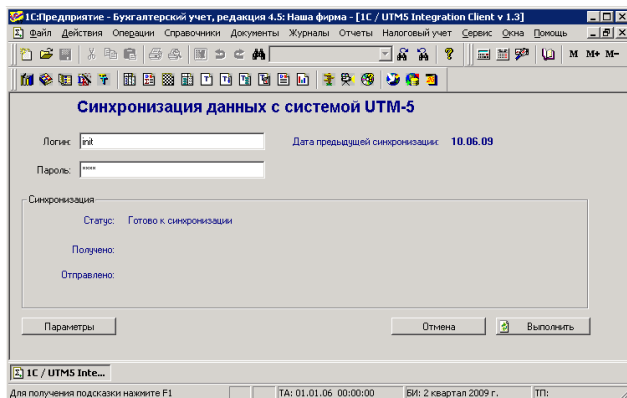 1С:Предприятие - Бухгалтерский учет, редакция 4.5: Наша фирма - [1C / UTM5 Integration Client v 1.3]
Файл Действия Операции Справочники Документы Журналы Отчеты Налоговый учет Сервис Окна Помощь
M M+ M-
Синхронизация данных с системой UTM-5
Логин: init Дата предыдущей синхронизации: 10.06.09
Пароль: ****
Синхронизация
Статус: Готово к синхронизации
Получено:
Отправлено:
Параметры Отмена Выполнить
1C / UTM5 Inte...
Для получения подсказки нажмите F1 ТА: 01.01.06 00:00:00 БИ: 2 квартал 2009 г. ТП: